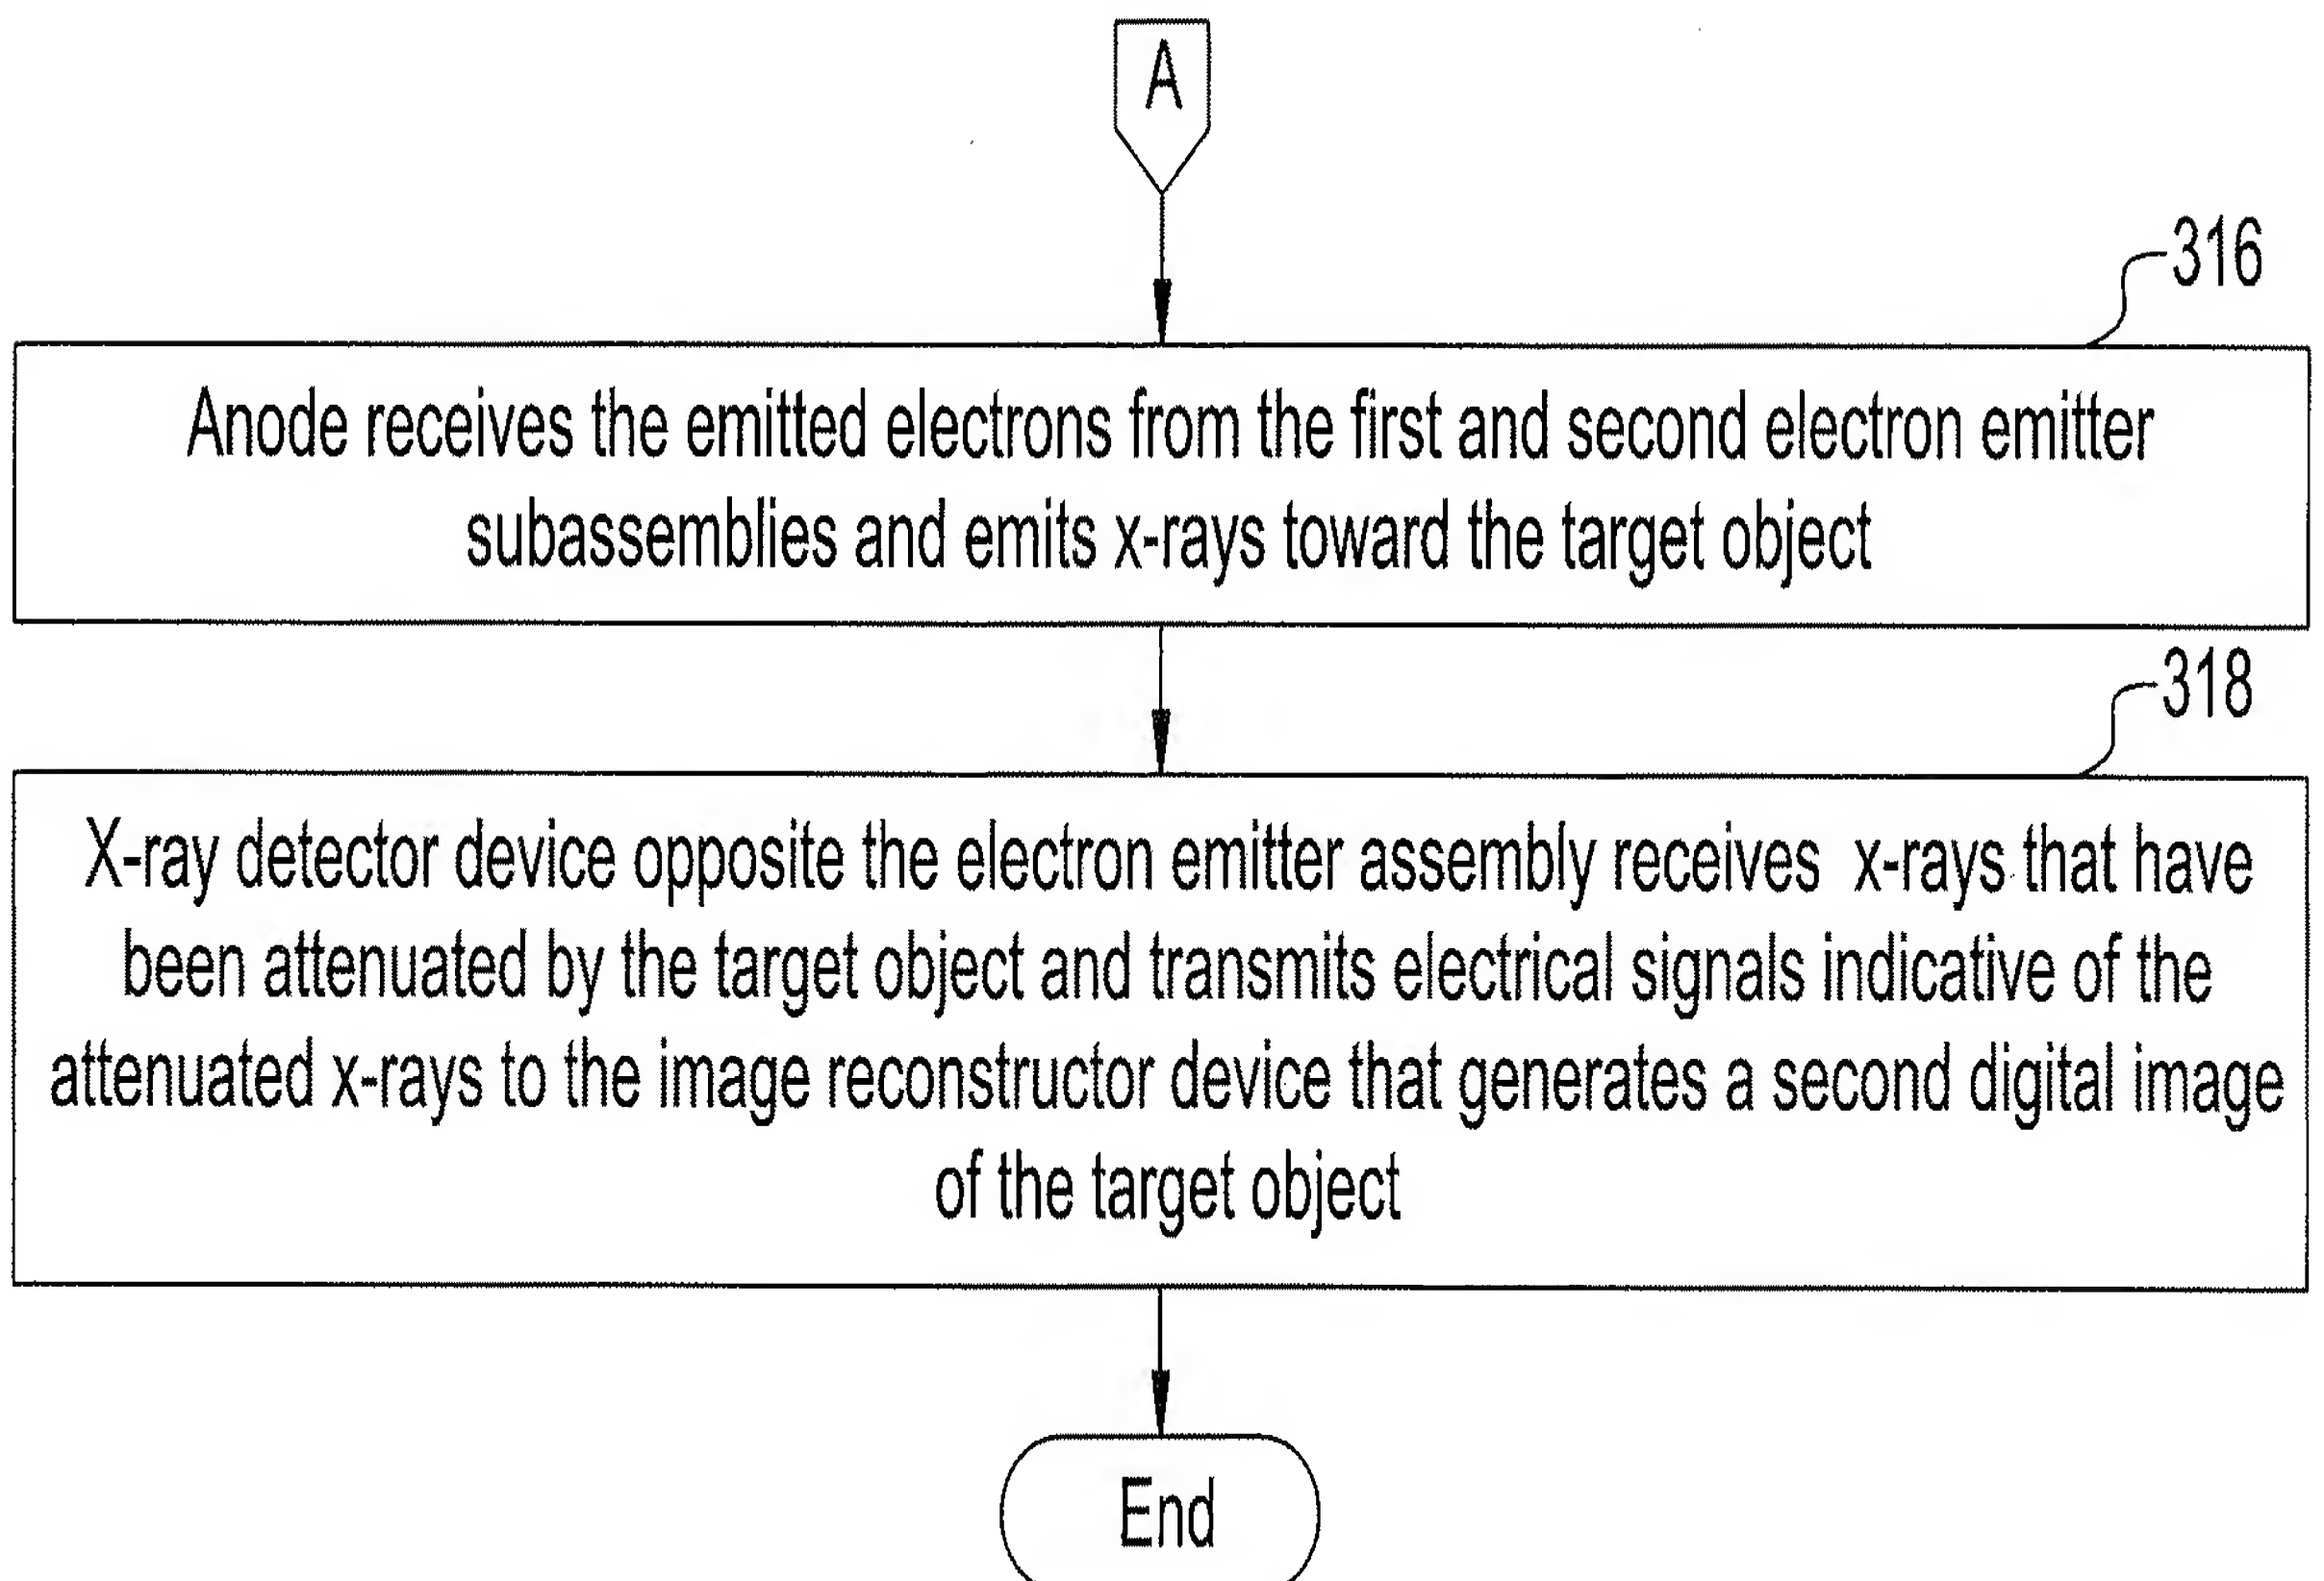 A
316
Anode receives the emitted electrons from the first and second electron emitter
subassemblies and emits x-rays toward the target object
318
X-ray detector device opposite the electron emitter assembly receives x-rays that have
been attenuated by the target object and transmits electrical signals indicative of the
attenuated x-rays to the image reconstructor device that generates a second digital image
of the target object
End